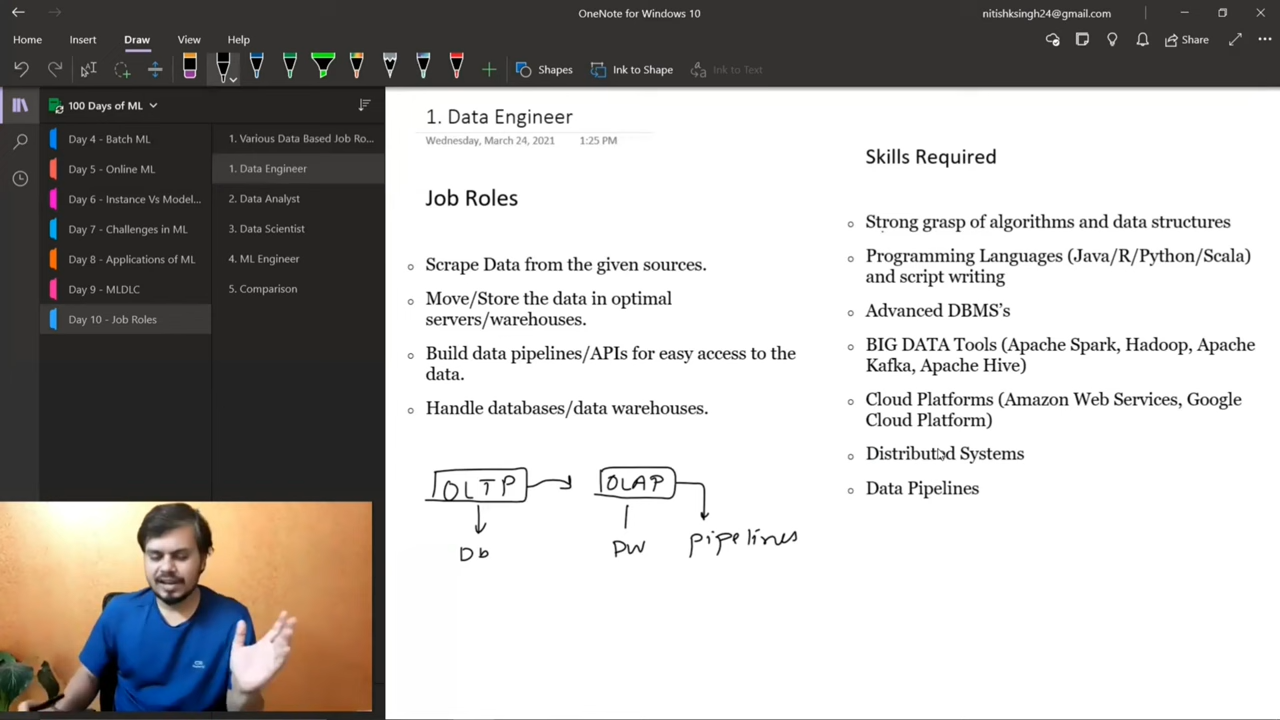 OneNote for Windows 10
nitishksingh24@gmail.com
Home
Insert
Draw
View
Help
Share
Shapes
Ink to Shape
Ink to Text
100 Days of ML
Day 4 - Batch ML
Day 5 - Online ML
Day 6 - Instance Vs Model...
Day 7 - Challenges in ML
Day 8 - Applications of ML
Day 9 - MLDLC
Day 10 - Job Roles
1. Various Data Based Job Ro...
1. Data Engineer
2. Data Analyst
3. Data Scientist
4. ML Engineer
5. Comparison
1. Data Engineer
Wednesday, March 24, 2021 1:25 PM
Job Roles
Scrape Data from the given sources.
Move/Store the data in optimal
servers/warehouses.
Build data pipelines/APIs for easy access to the
data.
Handle databases/data warehouses.
OLTP
OLAP
Db
DW
pipelines
Skills Required
Strong grasp of algorithms and data structures
Programming Languages (Java/R/Python/Scala)
and script writing
Advanced DBMS's
BIG DATA Tools (Apache Spark, Hadoop, Apache
Kafka, Apache Hive)
Cloud Platforms (Amazon Web Services, Google
Cloud Platform)
Distributed Systems
Data Pipelines